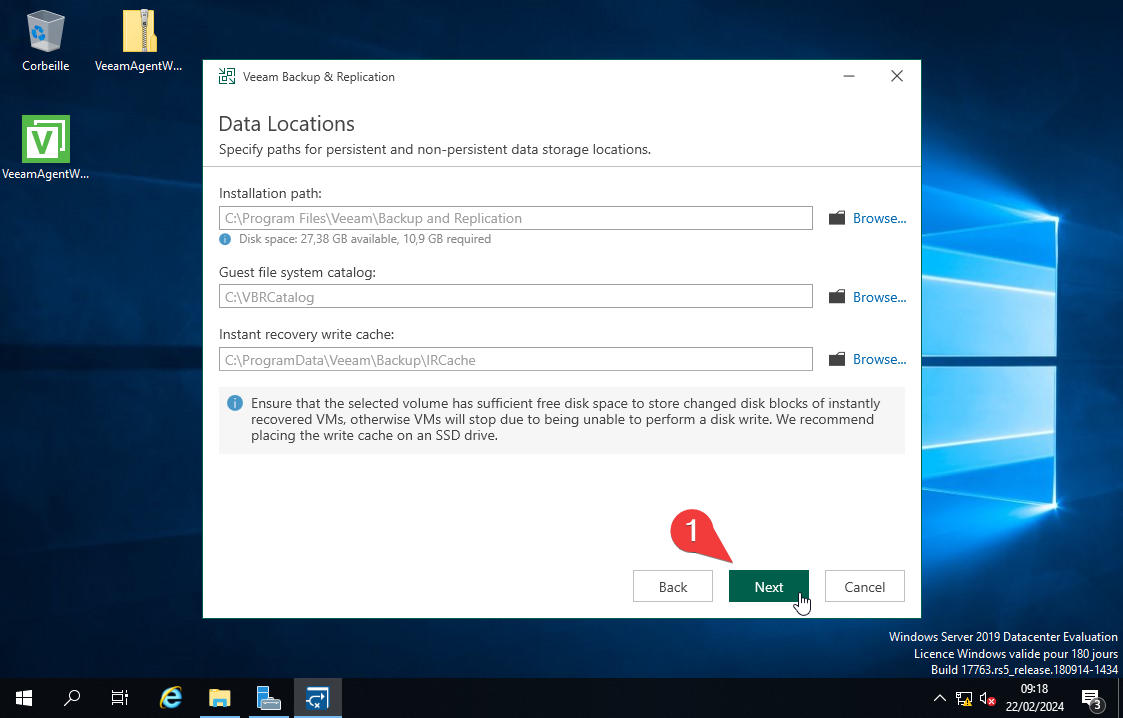 Corbeille
VeeamAgentW...
VeeamAgentW...
Veeam Backup & Replication
Data Locations
Specify paths for persistent and non-persistent data storage locations.
Installation path:
C:\Program Files\Veeam\Backup and Replication
Browse...
Disk space: 27,38 GB available, 10,9 GB required
Guest file system catalog:
C:\VBRCatalog
Browse...
Instant recovery write cache:
C:\ProgramData\Veeam\Backup\IRCache
Browse...
Ensure that the selected volume has sufficient free disk space to store changed disk blocks of instantly
recovered VMs, otherwise VMs will stop due to being unable to perform a disk write. We recommend
placing the write cache on an SSD drive.
1
Back
Next
Cancel
Windows Server 2019 Datacenter Evaluation
Licence Windows valide pour 180 jours
Build 17763.rs5_release.180914-1434
09:18
22/02/2024
3